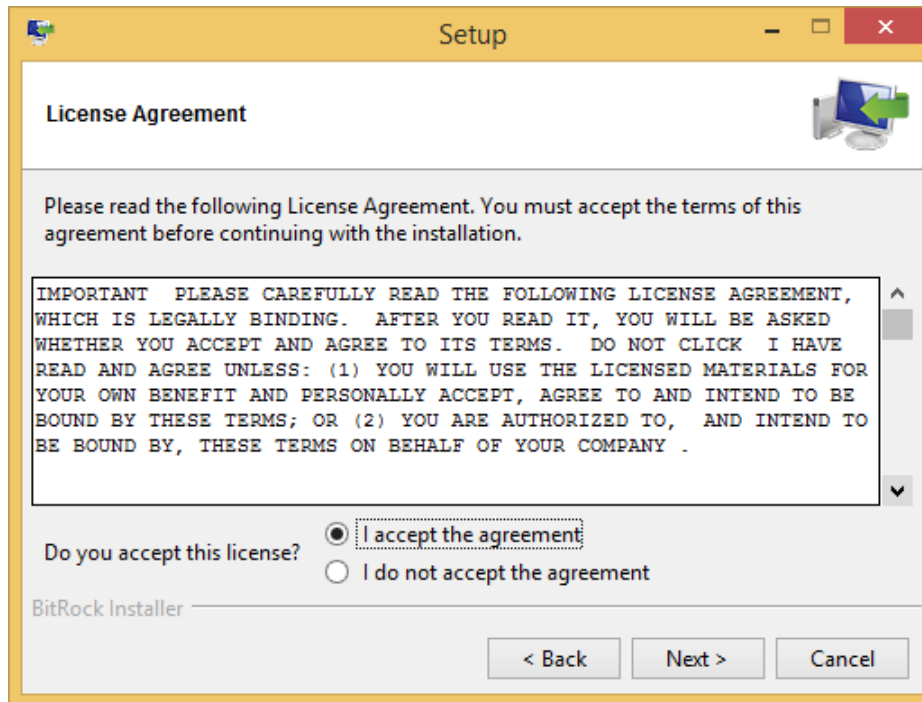 Setup
License Agreement
Please read the following License Agreement. You must accept the terms of this
agreement before continuing with the installation.
IMPORTANT  PLEASE CAREFULLY READ THE FOLLOWING LICENSE AGREEMENT,
WHICH IS LEGALLY BINDING.  AFTER YOU READ IT, YOU WILL BE ASKED
WHETHER YOU ACCEPT AND AGREE TO ITS TERMS.  DO NOT CLICK  I HAVE
READ AND AGREE UNLESS: (1) YOU WILL USE THE LICENSED MATERIALS FOR
YOUR OWN BENEFIT AND PERSONALLY ACCEPT, AGREE TO AND INTEND TO BE
BOUND BY THESE TERMS; OR (2) YOU ARE AUTHORIZED TO,  AND INTEND TO
BE BOUND BY, THESE TERMS ON BEHALF OF YOUR COMPANY .
Do you accept this license?
I accept the agreement
I do not accept the agreement
BitRock Installer
< Back
Next >
Cancel